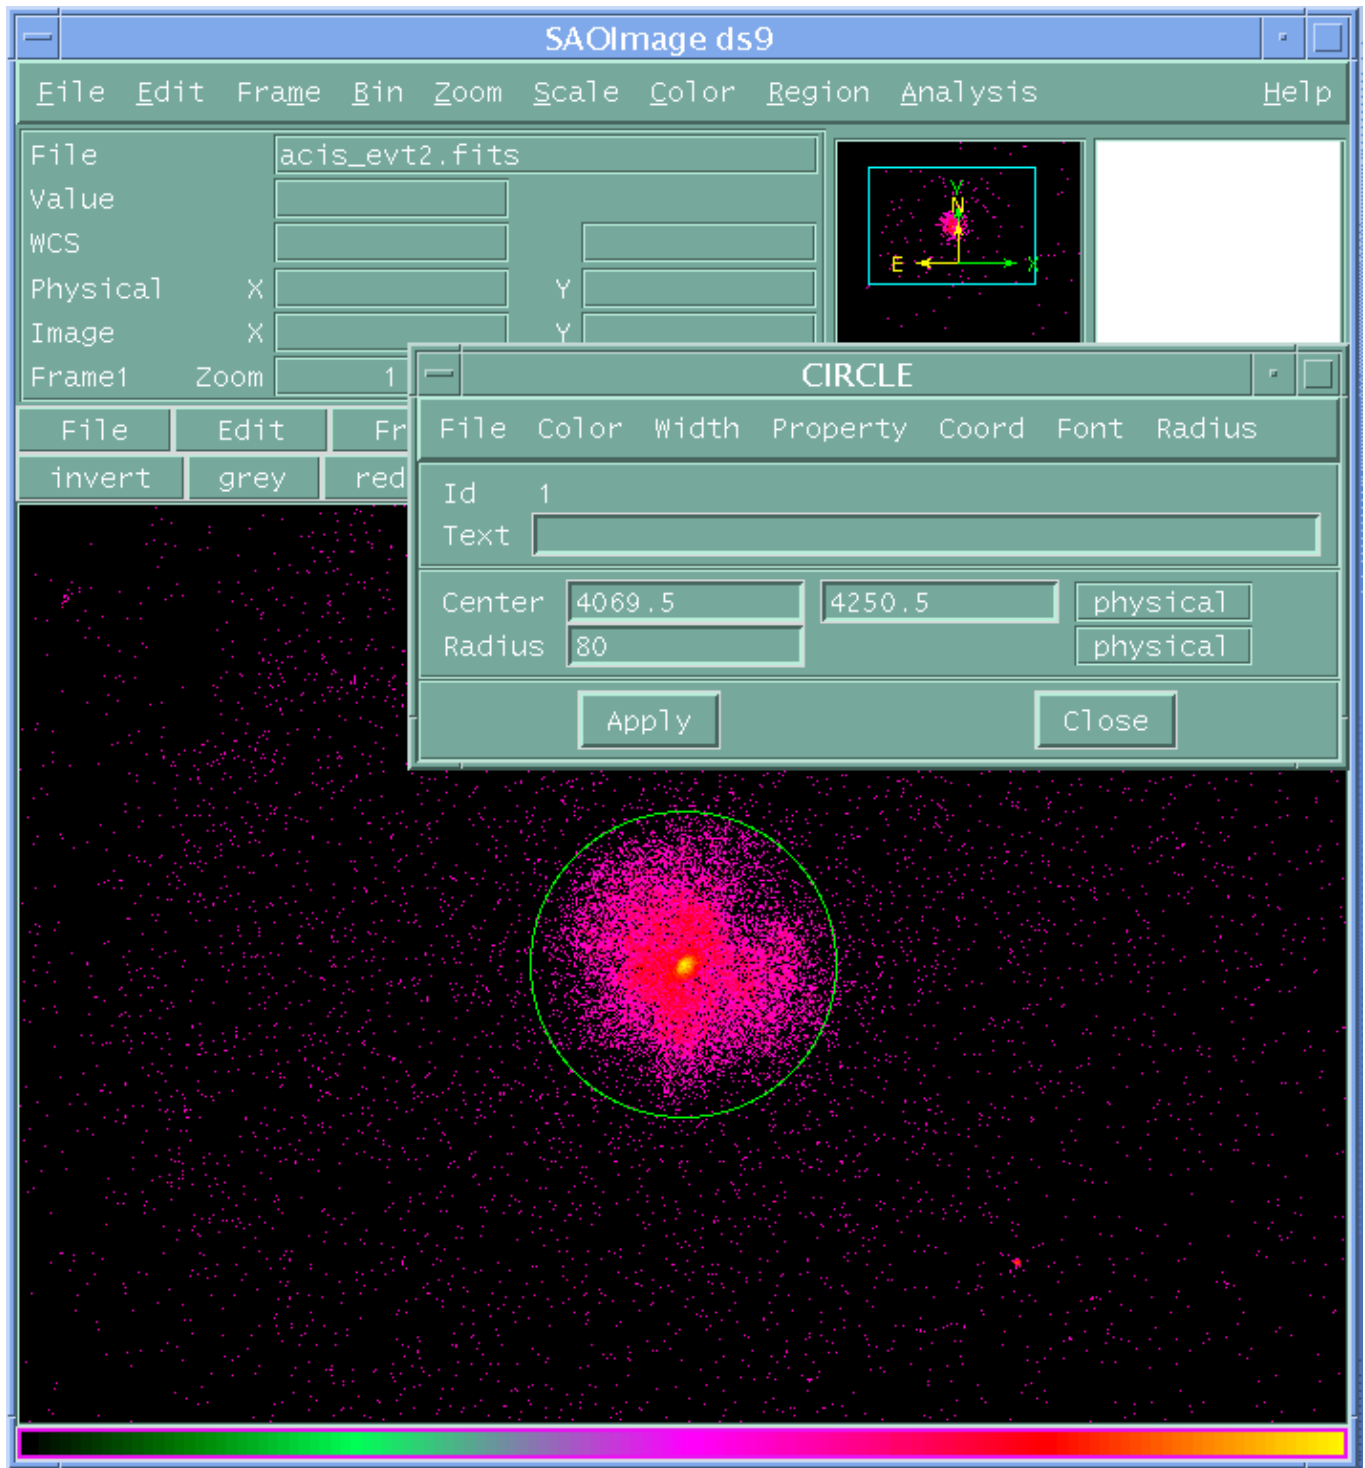 SAOImage ds9
File Edit Frame Bin Zoom Scale Color Region Analysis Help
File acis_evt2.fits
Value
WCS
Physical X Y
Image X Y
Frame1 Zoom 1
Y
N
E X
File Edit Fr
invert grey red
CIRCLE
File Color Width Property Coord Font Radius
Id 1
Text
Center 4069.5 4250.5 physical
Radius 80 physical
Apply Close